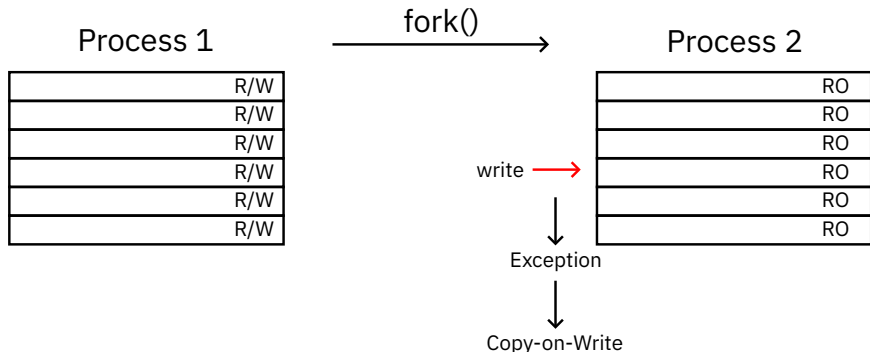 fork()
Process 1
Process 2
R/W
RO
R/W
RO
R/W
RO
write
R/W
RO
R/W
RO
R/W
RO
Exception
Copy-on-Write